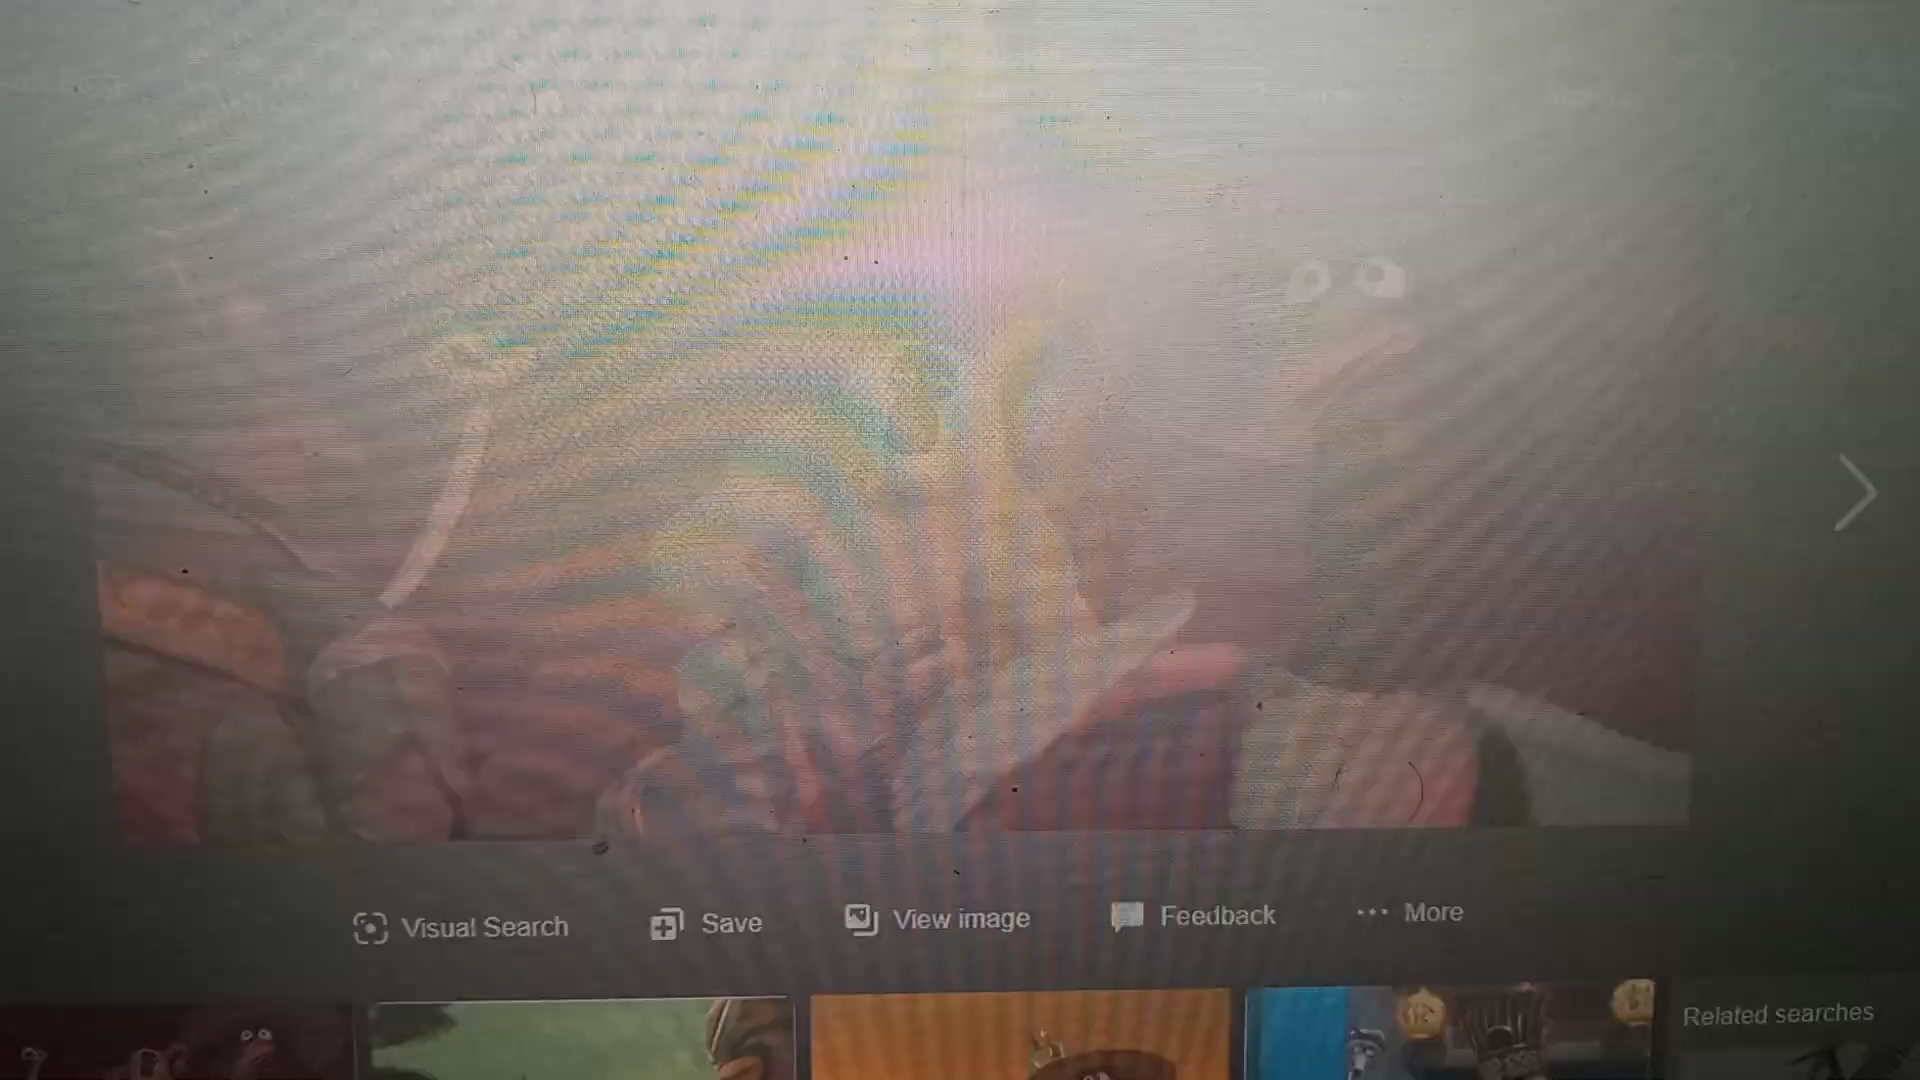 Visual Search
Save
View image
Feedback
More
Related searches